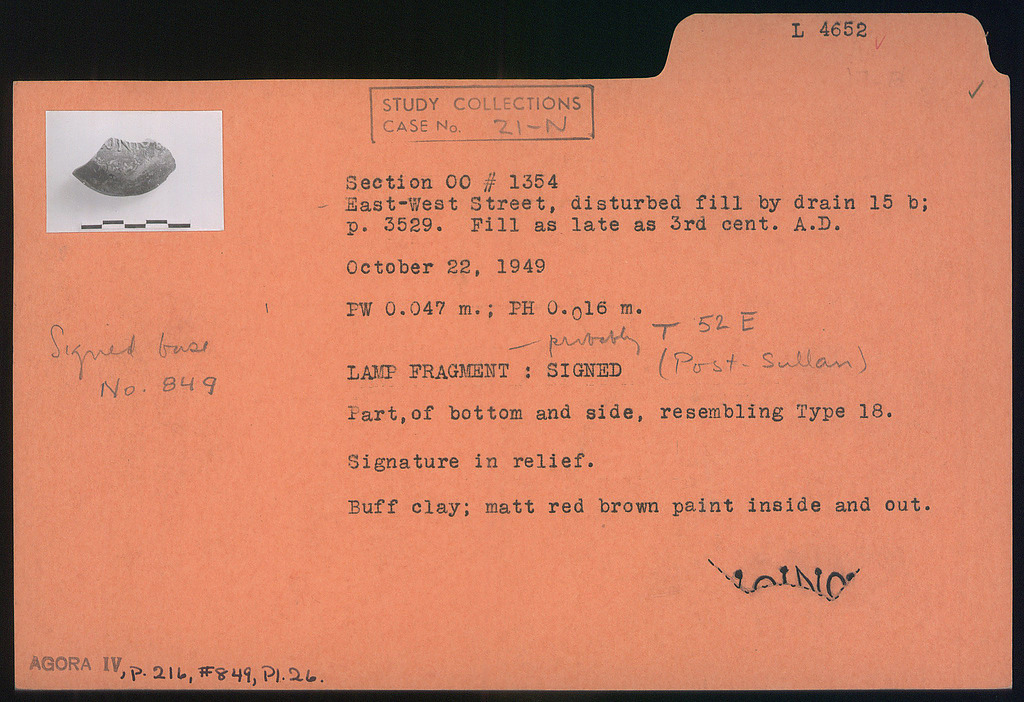 L 4652
STUDY COLLECTIONS
CASE No. 21-N
Section OO # 1354
East-West Street, disturbed fill by drain 15 b;
p. 3529. Fill as late as 3rd cent. A.D.
October 22, 1949
PW 0.047 m.; PH 0.016 m.
— probably T 52 E
LAMP FRAGMENT : SIGNED (Post-Sullan)
Signed base
No. 849
Part, of bottom and side, resembling Type 18.
Signature in relief.
Buff clay; matt red brown paint inside and out.
AGORA IV, P. 216, #849, Pl. 26.